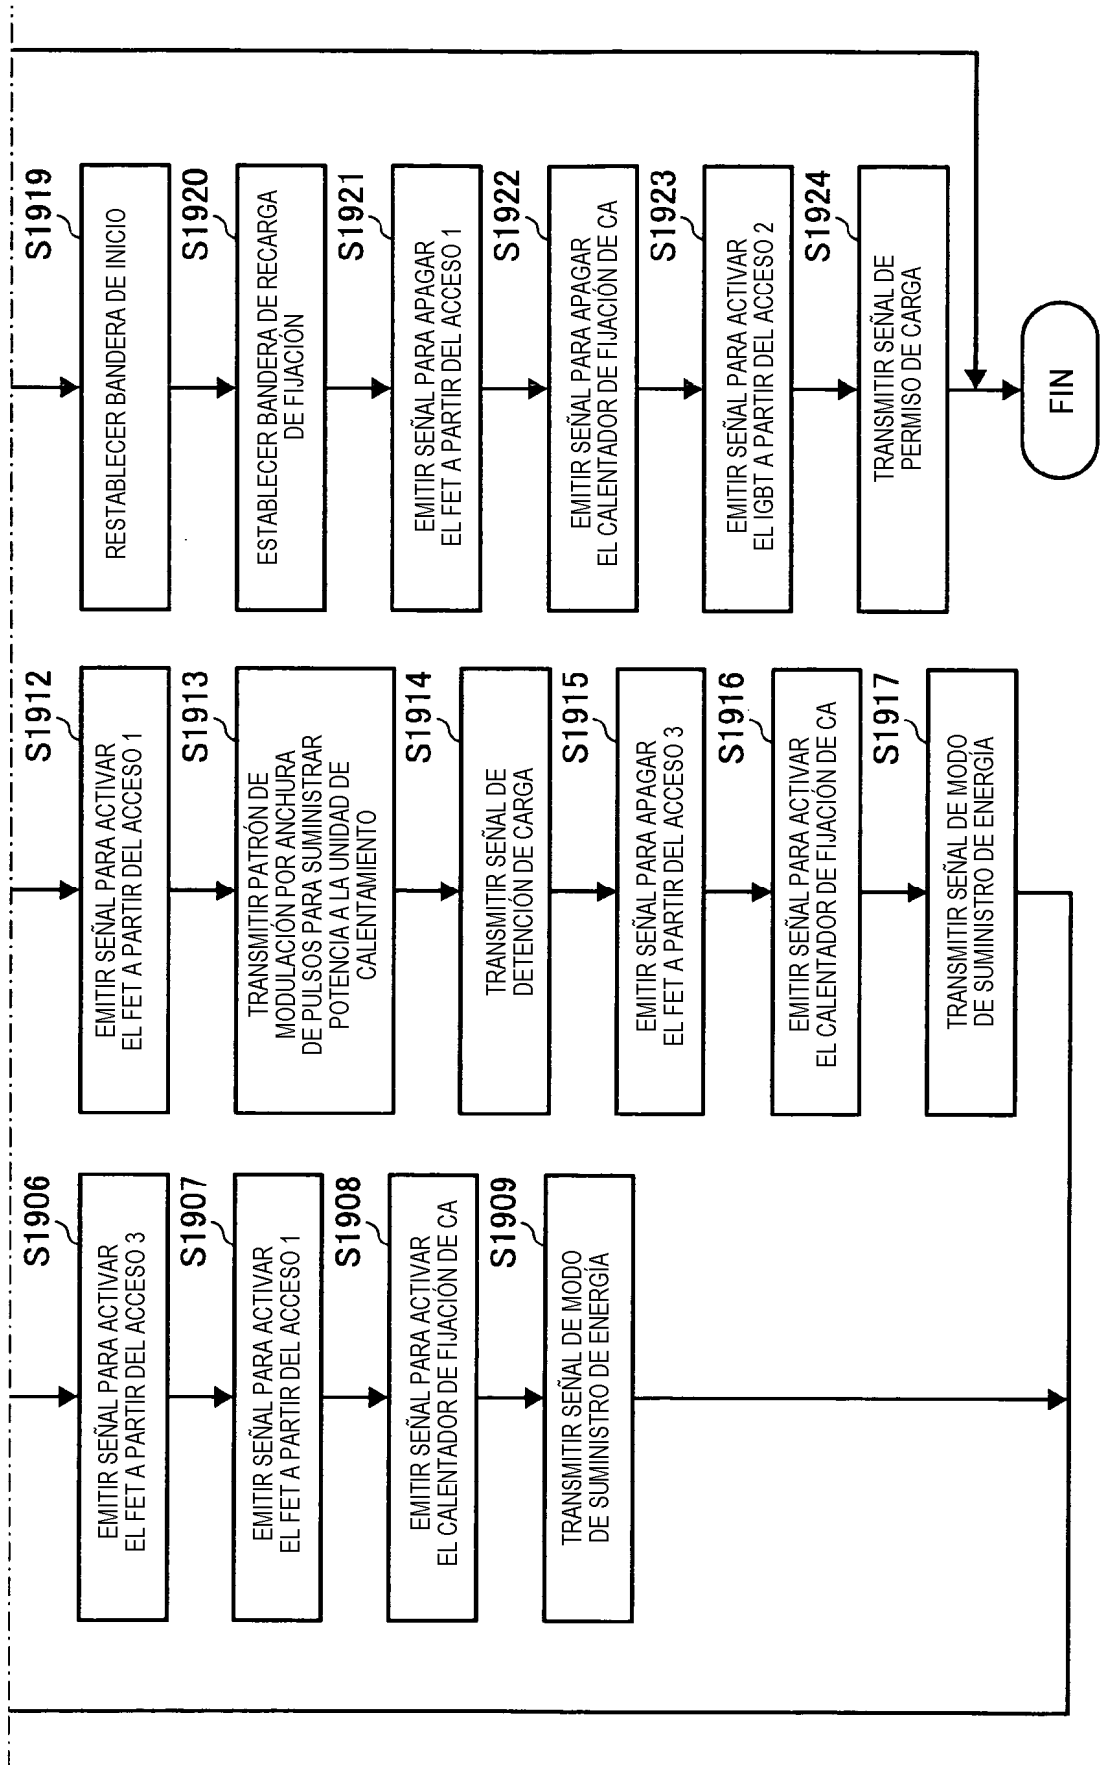 S1906
EMITIR SEÑAL PARA ACTIVAR
EL FET A PARTIR DEL ACCESO 3
S1907
EMITIR SEÑAL PARA ACTIVAR
EL FET A PARTIR DEL ACCESO 1
S1908
EMITIR SEÑAL PARA ACTIVAR
EL CALENTADOR DE FIJACIÓN DE CA
S1909
TRANSMITIR SEÑAL DE MODO
DE SUMINISTRO DE ENERGÍA
S1912
EMITIR SEÑAL PARA ACTIVAR
EL FET A PARTIR DEL ACCESO 1
S1913
TRANSMITIR PATRÓN DE
MODULACIÓN POR ANCHURA
DE PULSOS PARA SUMINISTRAR
POTENCIA A LA UNIDAD DE
CALENTAMIENTO
S1914
TRANSMITIR SEÑAL DE
DETENCIÓN DE CARGA
S1915
EMITIR SEÑAL PARA APAGAR
EL FET A PARTIR DEL ACCESO 3
S1916
EMITIR SEÑAL PARA ACTIVAR
EL CALENTADOR DE FIJACIÓN DE CA
S1917
TRANSMITIR SEÑAL DE MODO
DE SUMINISTRO DE ENERGÍA
S1919
RESTABLECER BANDERA DE INICIO
S1920
ESTABLECER BANDERA DE RECARGA
DE FIJACIÓN
S1921
EMITIR SEÑAL PARA APAGAR
EL FET A PARTIR DEL ACCESO 1
S1922
EMITIR SEÑAL PARA APAGAR
EL CALENTADOR DE FIJACIÓN DE CA
S1923
EMITIR SEÑAL PARA ACTIVAR
EL IGBT A PARTIR DEL ACCESO 2
S1924
TRANSMITIR SEÑAL DE
PERMISO DE CARGA
FIN